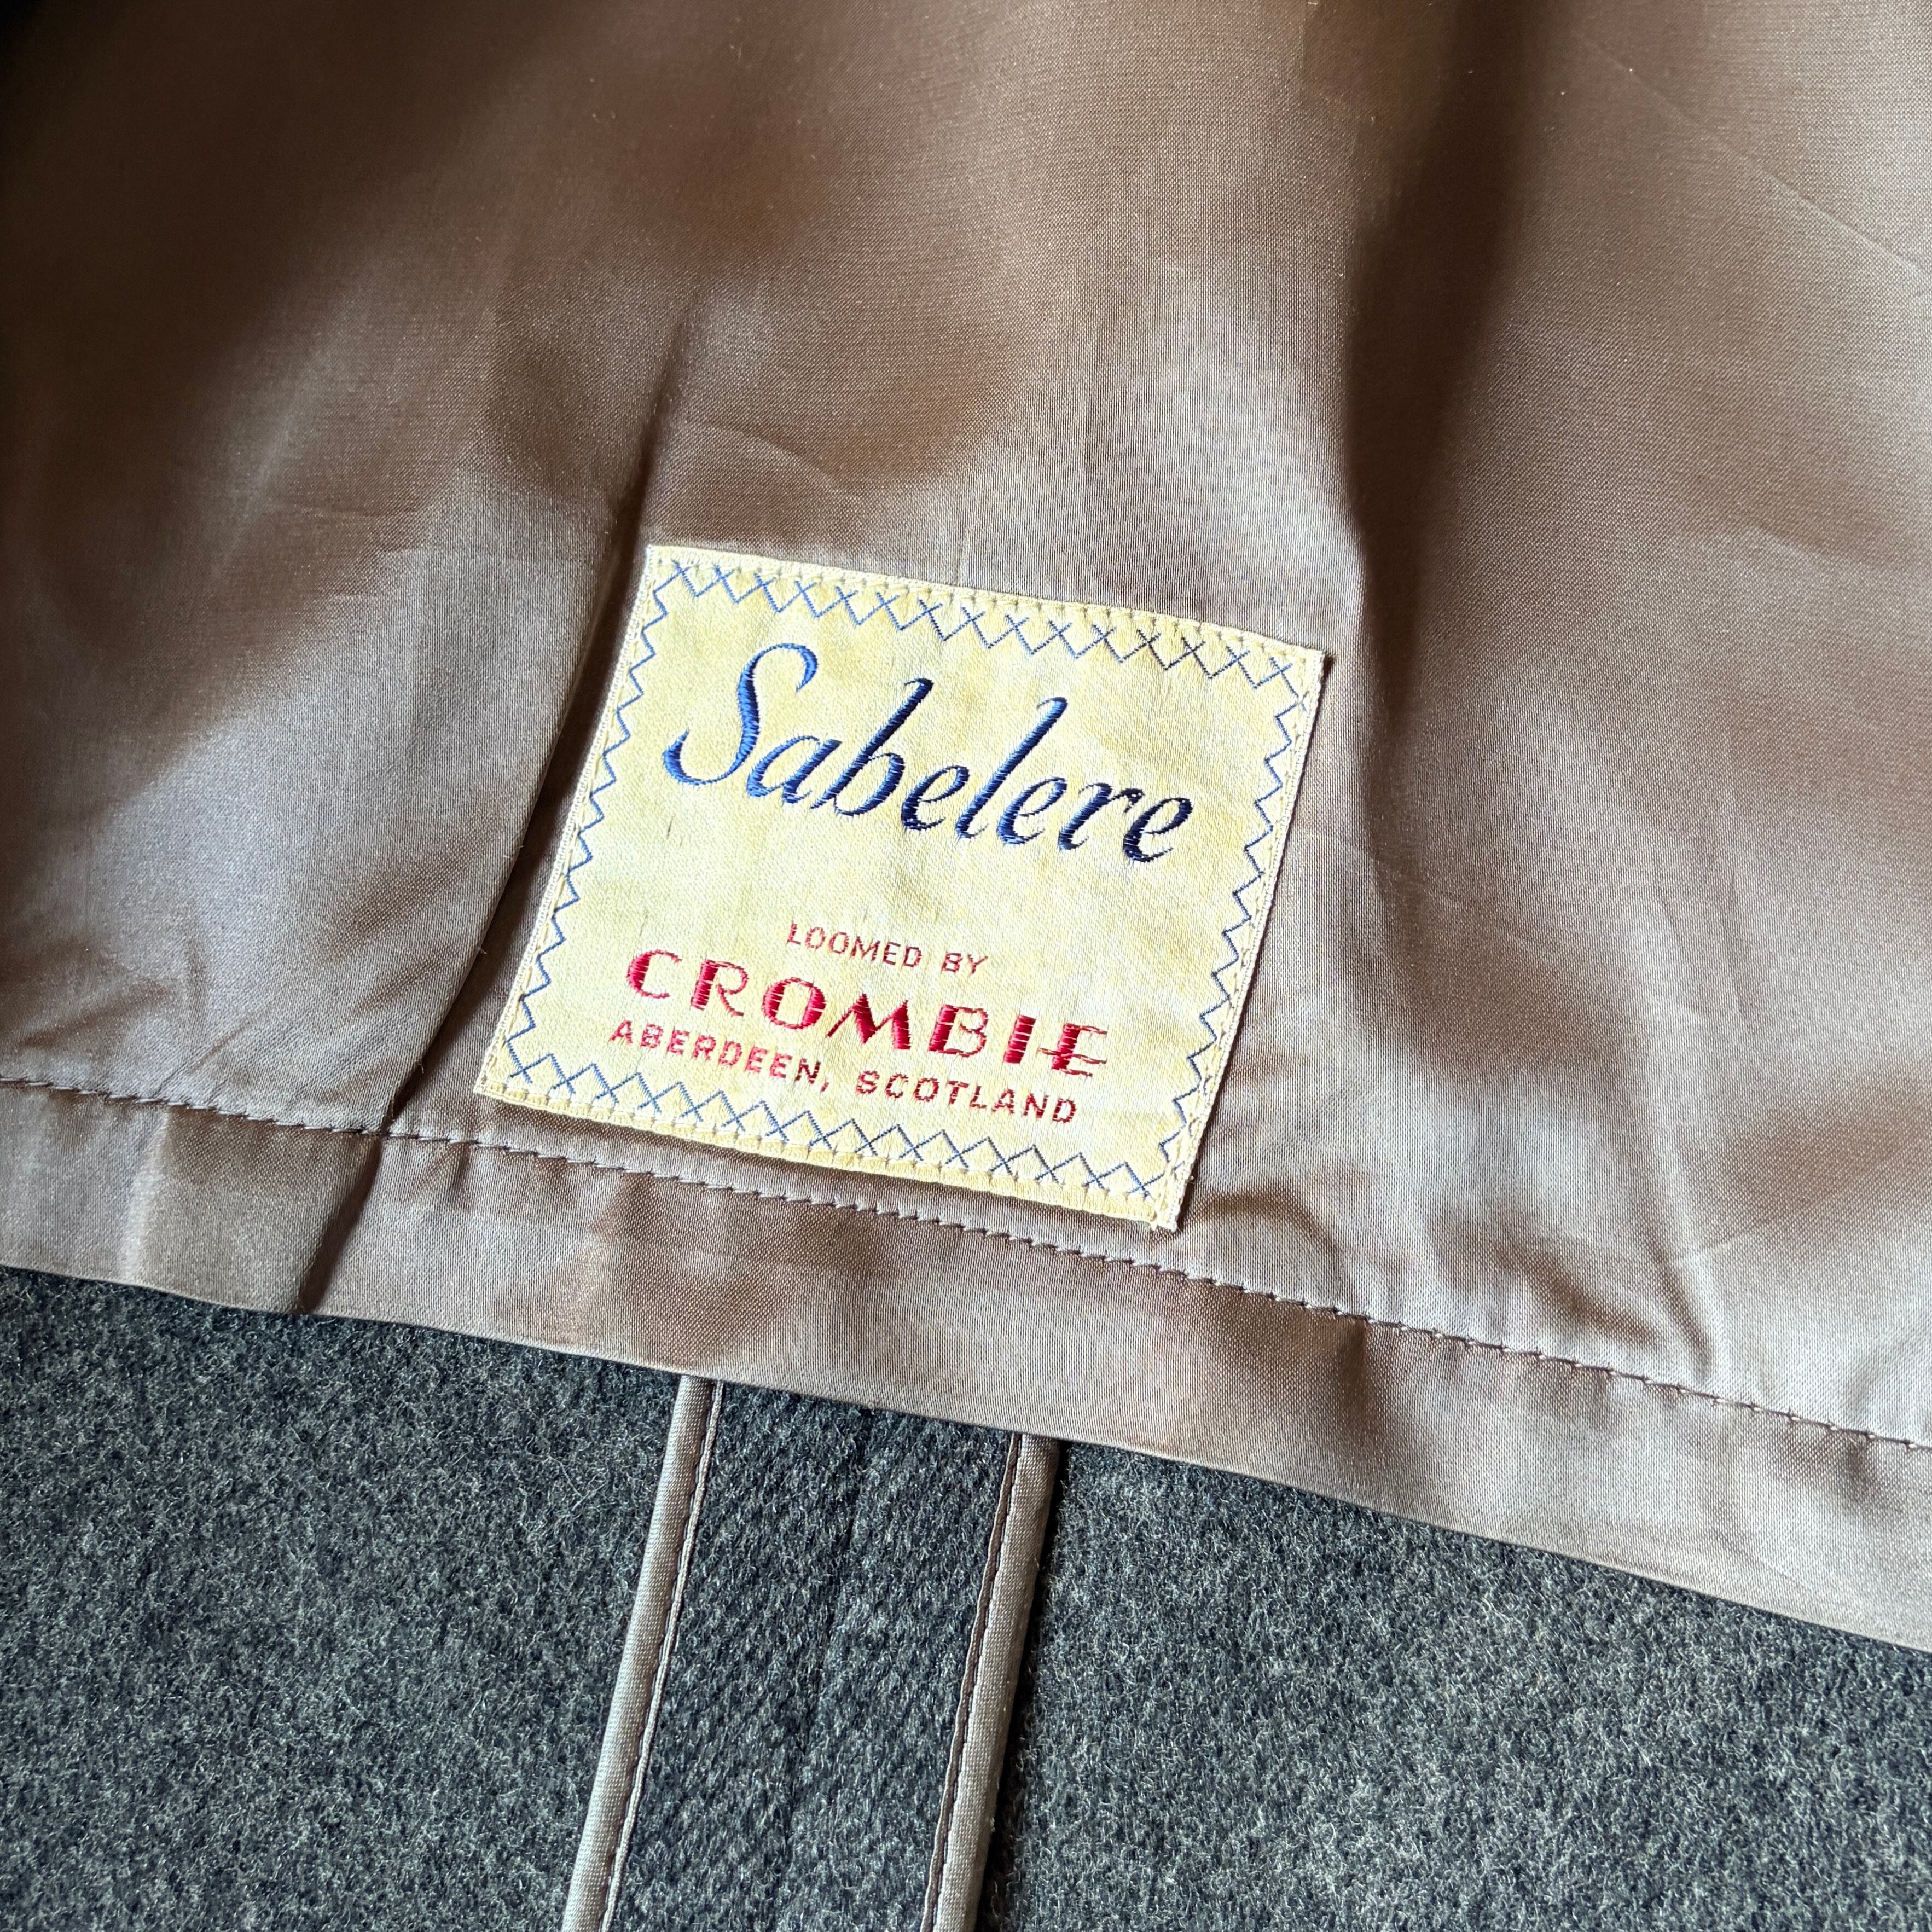 Sabelere
LOOMED BY
CROMBIE
ABERDEEN, SCOTLAND